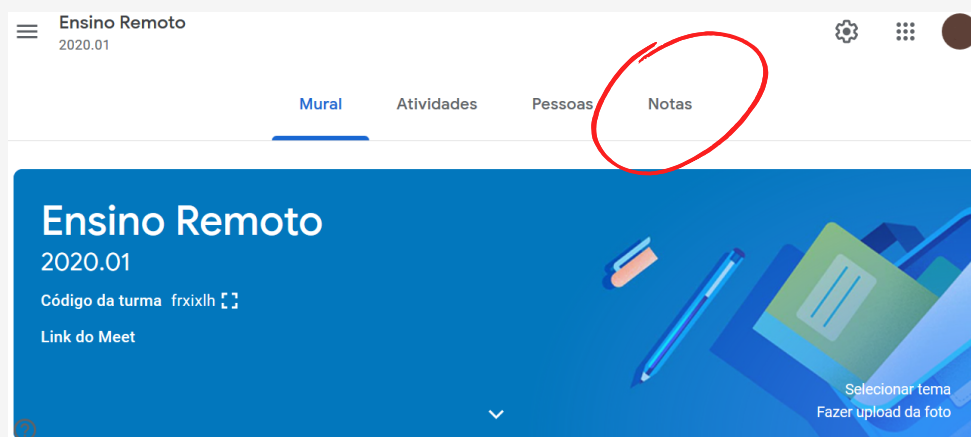 Ensino Remoto
2020.01
Mural Atividades Pessoas Notas
Ensino Remoto
2020.01
Código da turma frxixlh
Link do Meet
Selecionar tema
Fazer upload da foto